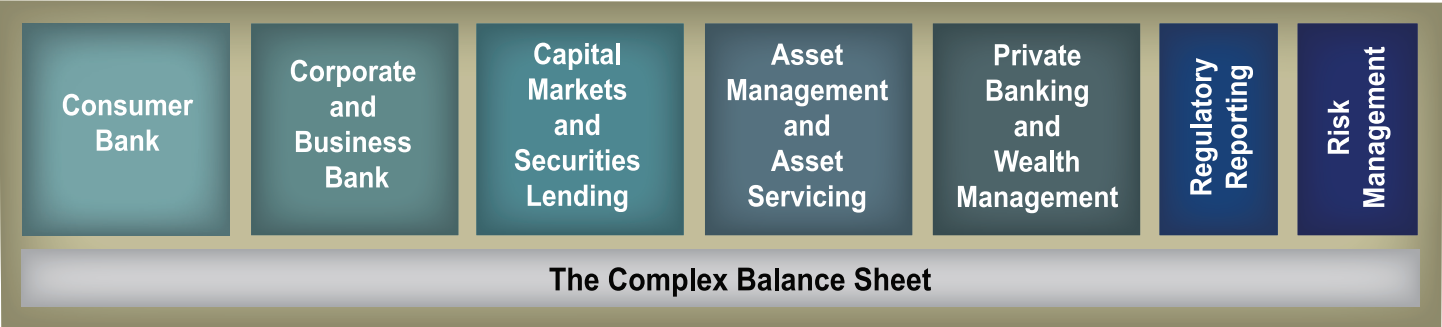 Consumer
Bank
Corporate
and
Business
Bank
Capital
Markets
and
Securities
Lending
Asset
Management
and
Asset
Servicing
Private
Banking
and
Wealth
Management
Regulatory
Reporting
Risk
Management
The Complex Balance Sheet